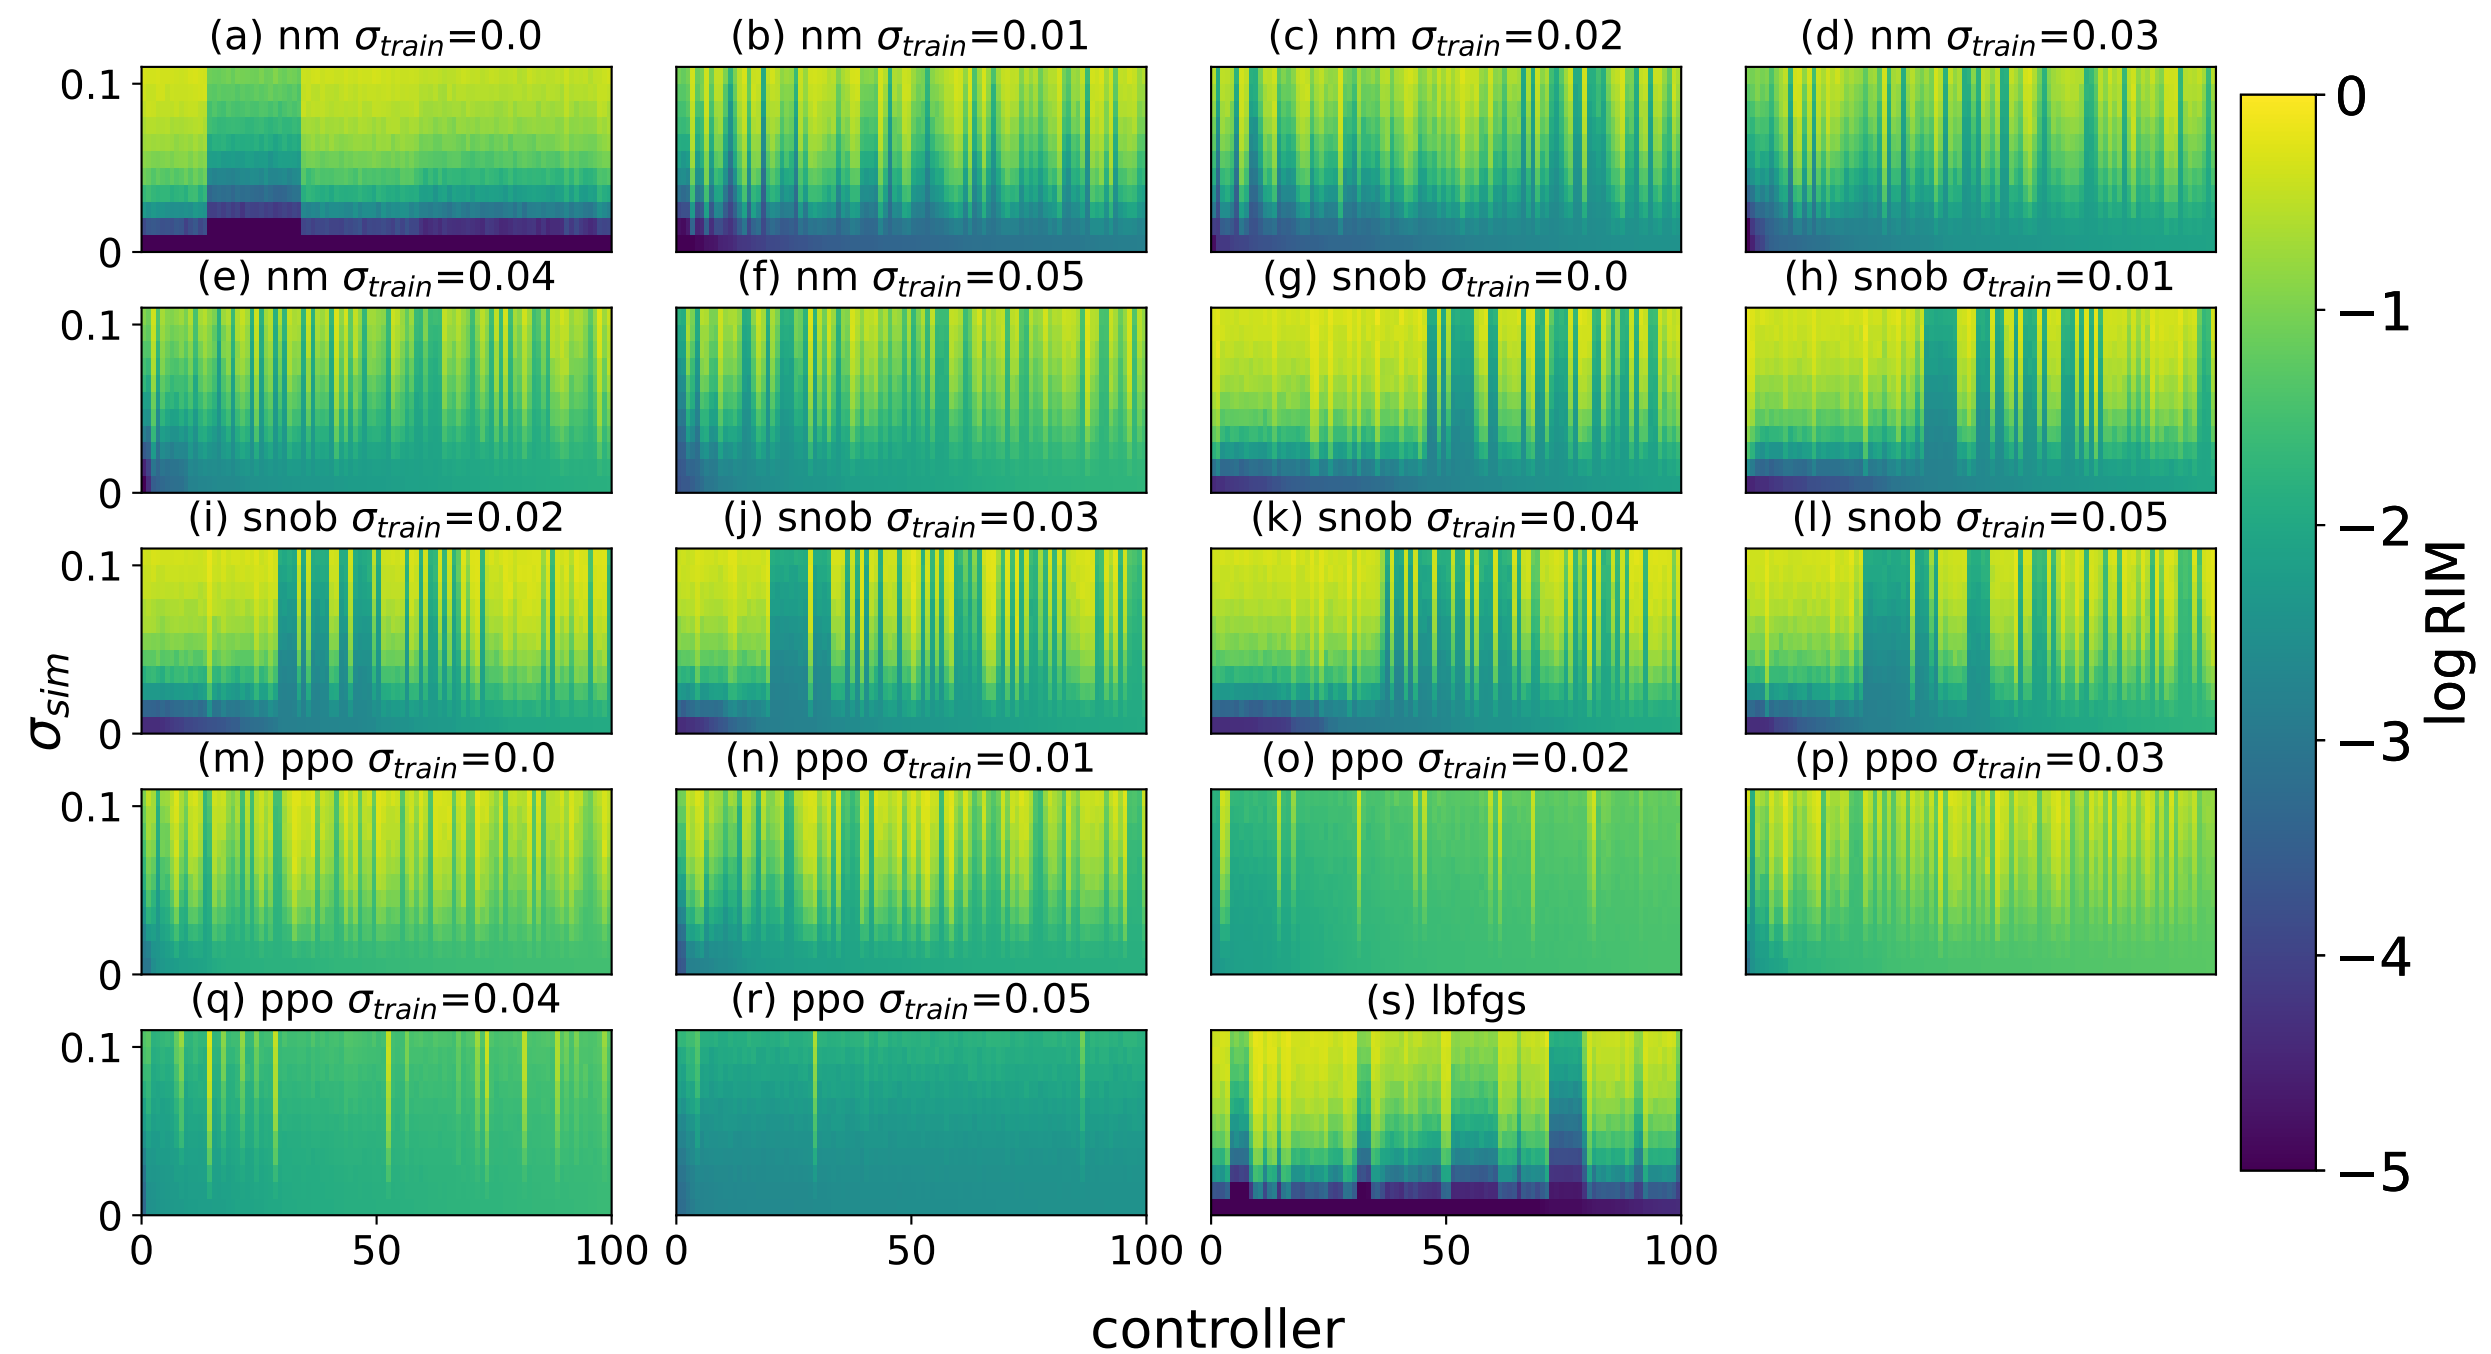 (a) nm σtrain=0.0
(b) nm σtrain=0.01
(c) nm σtrain=0.02
(d) nm σtrain=0.03
0.1
0
(e) nm σtrain=0.04
(f) nm σtrain=0.05
(g) snob σtrain=0.0
(h) snob σtrain=0.01
0.1
0
(i) snob σtrain=0.02
(j) snob σtrain=0.03
(k) snob σtrain=0.04
(l) snob σtrain=0.05
0.1
0
(m) ppo σtrain=0.0
(n) ppo σtrain=0.01
(o) ppo σtrain=0.02
(p) ppo σtrain=0.03
0.1
0
(q) ppo σtrain=0.04
(r) ppo σtrain=0.05
(s) lbfgs
0.1
0
0 50 100
0 50 100
0 50 100
controller
σsim
0
−1
−2
−3
−4
−5
log RIM